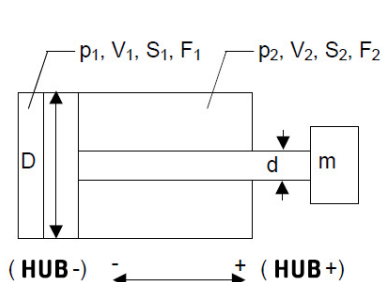 p₁, V₁, S₁, F₁ p₂, V₂, S₂, F₂
D d m
( HUB -) - + ( HUB +)